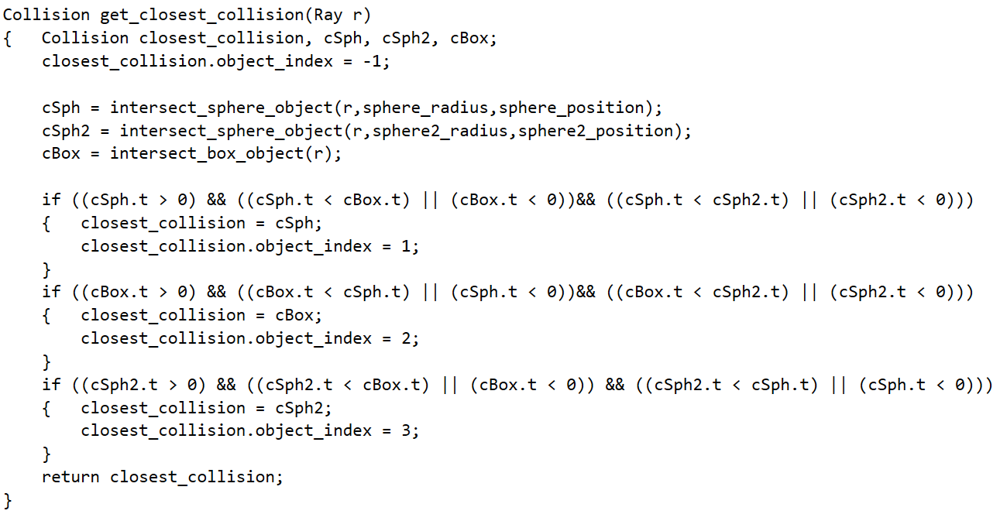 Collision get_closest_collision(Ray r)
{   Collision closest_collision, cSph, cSph2, cBox;
    closest_collision.object_index = -1;

    cSph = intersect_sphere_object(r,sphere_radius,sphere_position);
    cSph2 = intersect_sphere_object(r,sphere2_radius,sphere2_position);
    cBox = intersect_box_object(r);

    if ((cSph.t > 0) && ((cSph.t < cBox.t) || (cBox.t < 0))&& ((cSph.t < cSph2.t) || (cSph2.t < 0)))
    {   closest_collision = cSph;
        closest_collision.object_index = 1;
    }
    if ((cBox.t > 0) && ((cBox.t < cSph.t) || (cSph.t < 0))&& ((cBox.t < cSph2.t) || (cSph2.t < 0)))
    {   closest_collision = cBox;
        closest_collision.object_index = 2;
    }
    if ((cSph2.t > 0) && ((cSph2.t < cBox.t) || (cBox.t < 0)) && ((cSph2.t < cSph.t) || (cSph.t < 0)))
    {   closest_collision = cSph2;
        closest_collision.object_index = 3;
    }
    return closest_collision;
}